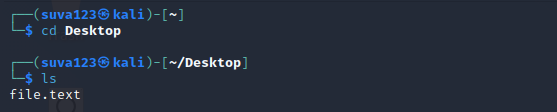 ┌──(suva123㉿kali)-[~]
└─$ cd Desktop
┌──(suva123㉿kali)-[~/Desktop]
└─$ ls
file.text